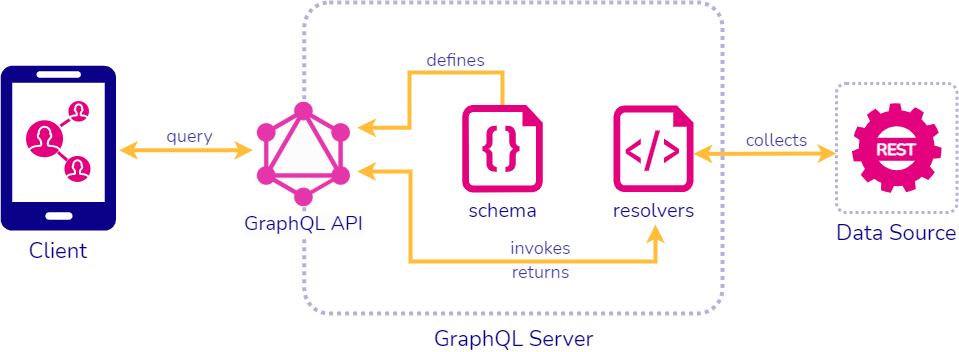 defines
query
{}
</>
collects
REST
GraphQL API
schema
resolvers
Client
invokes
returns
Data Source
GraphQL Server